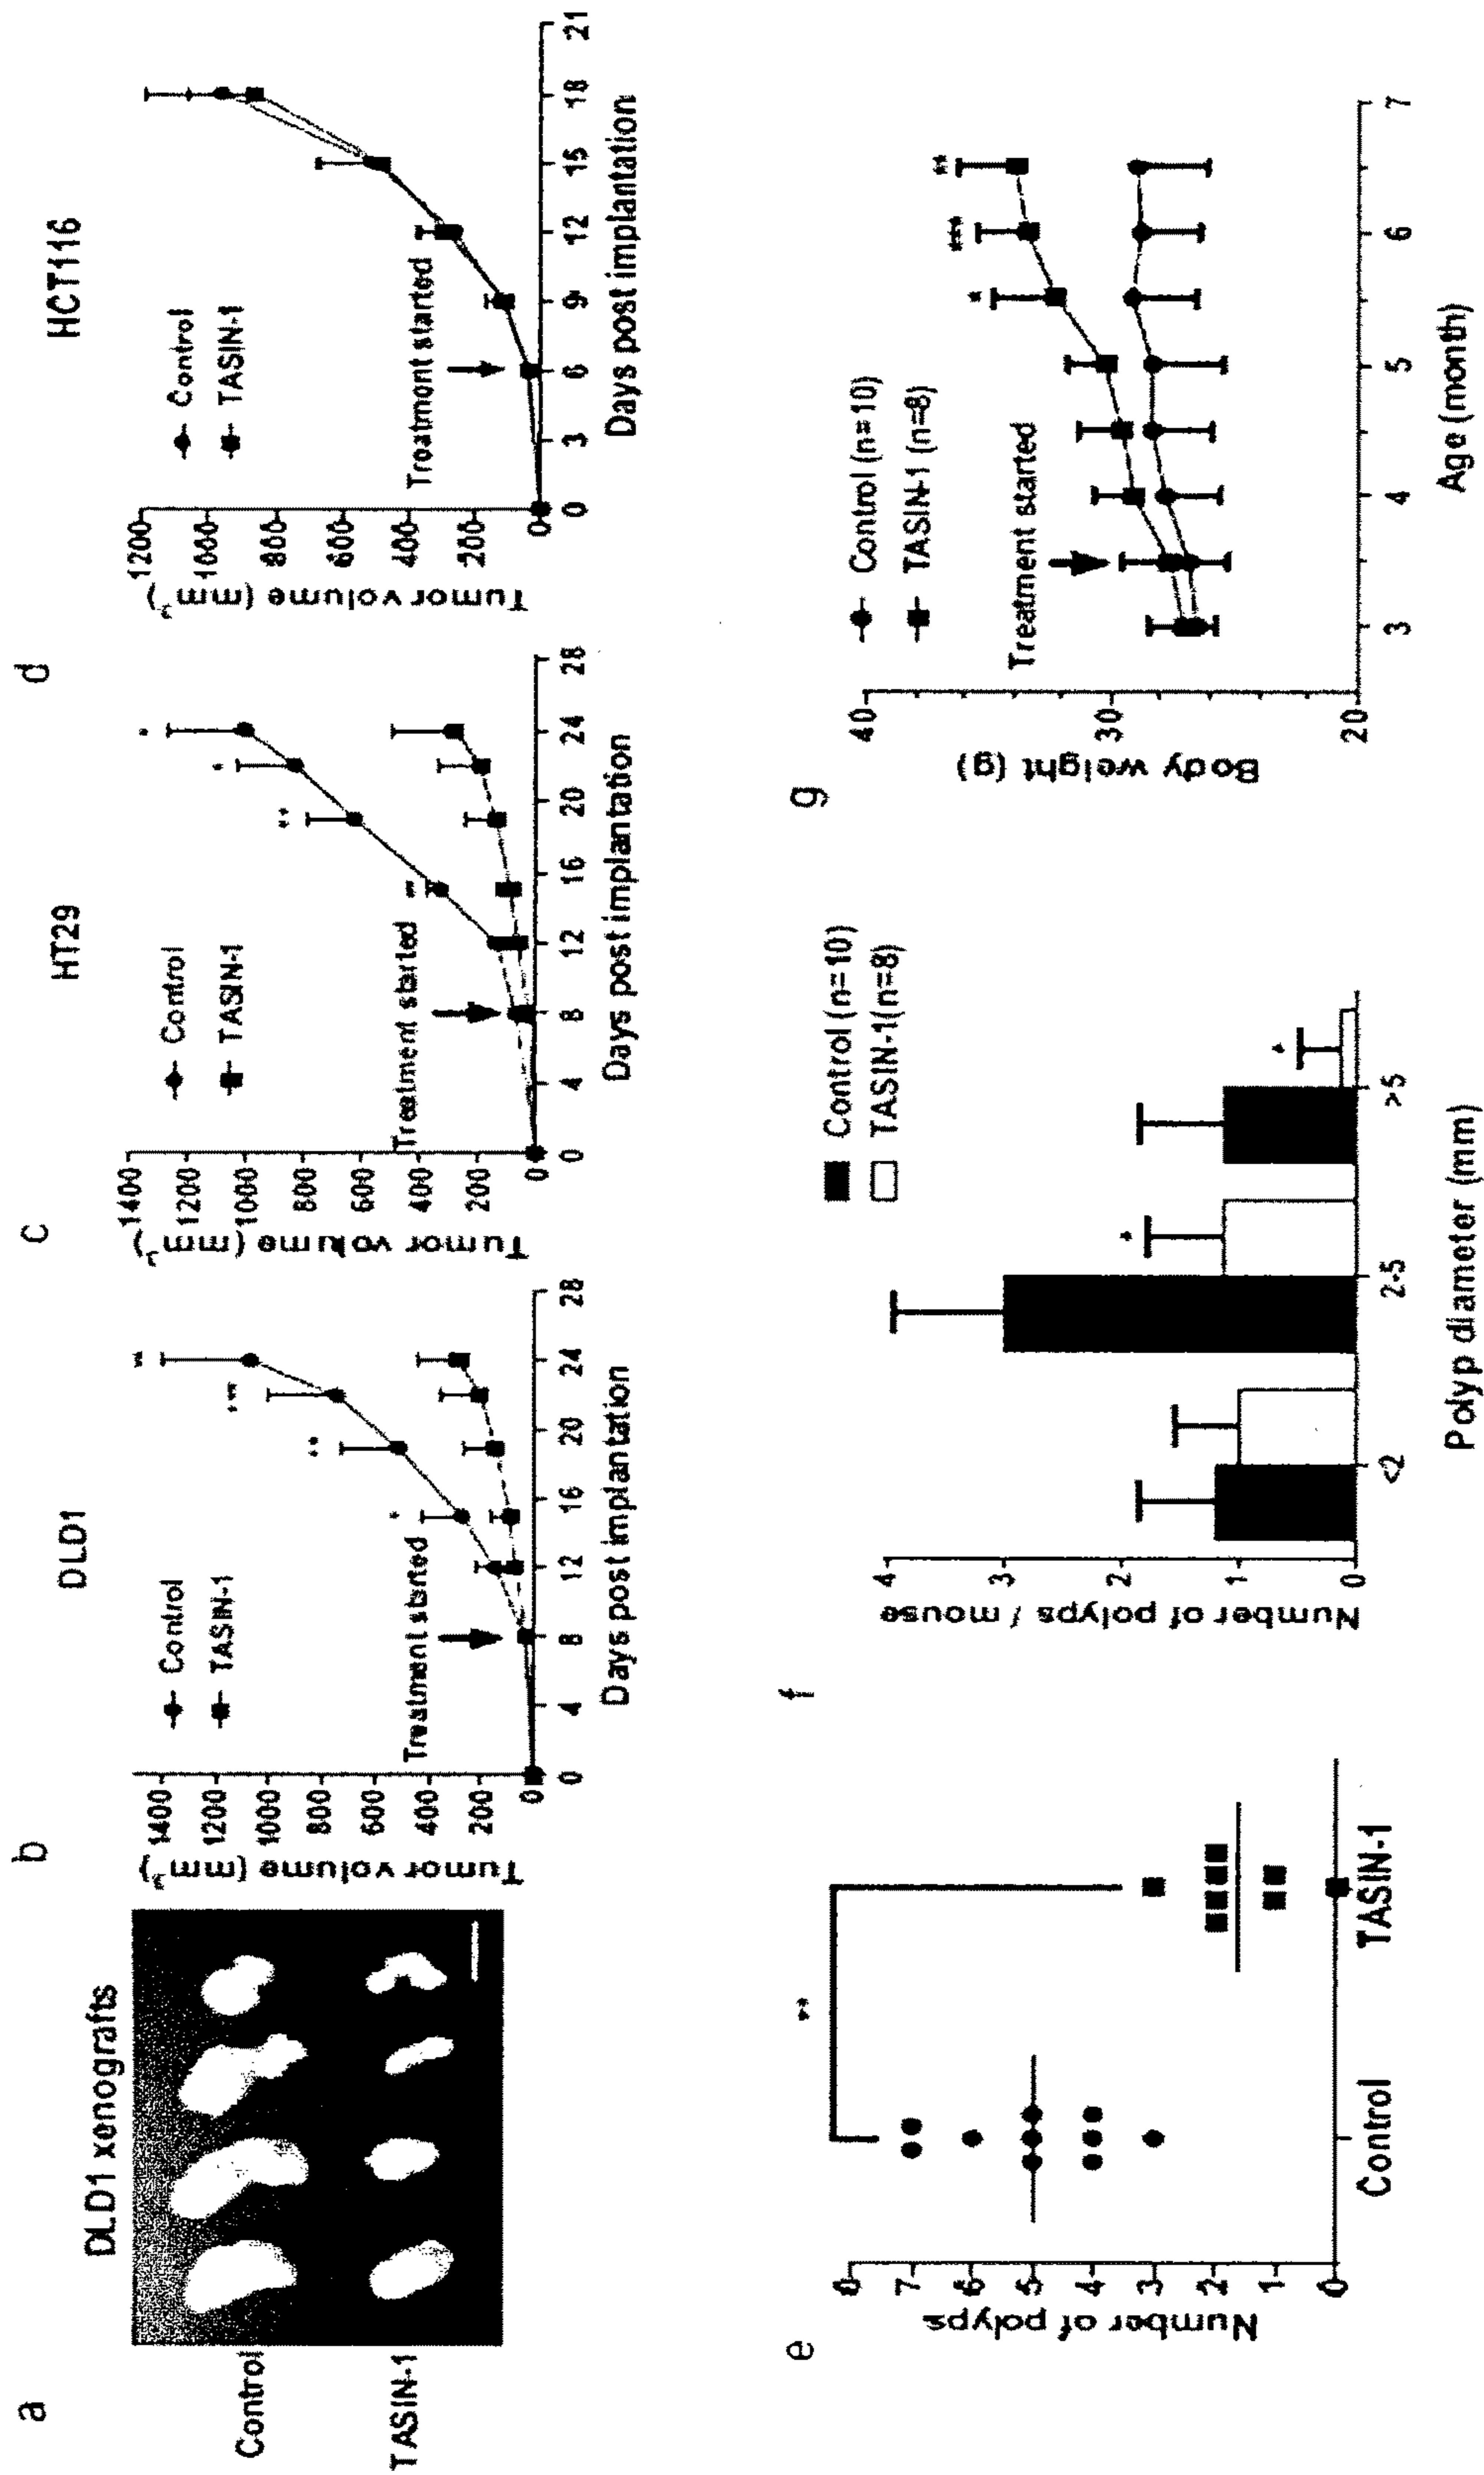 a
DLD1 xenografts
Control
TASIN-1
b
DLD1
Tumor volume (mm³)
1400
1200
1000
800
600
400
200
0
Control
TASIN-1
Treatment started
0 4 8 12 16 20 24 28
Days post implantation
*
**
***
**
c
HT29
Tumor volume (mm³)
1400
1200
1000
800
600
400
200
0
Control
TASIN-1
Treatment started
0 4 8 12 16 20 24 28
Days post implantation
**
*
*
d
HCT116
Tumor volume (mm³)
1200
1000
800
600
400
200
0
Control
TASIN-1
Treatment started
0 3 6 9 12 15 18 21
Days post implantation
e
Number of polyps
8
7
6
5
4
3
2
1
0
**
Control TASIN-1
f
Number of polyps / mouse
4
3
2
1
0
Control (n=10)
TASIN-1(n=8)
*
*
<2 2-5 >5
Polyp diameter (mm)
g
Body weight (g)
40
30
20
Control (n=10)
TASIN-1 (n=8)
Treatment started
*
***
**
3 4 5 6 7
Age (month)